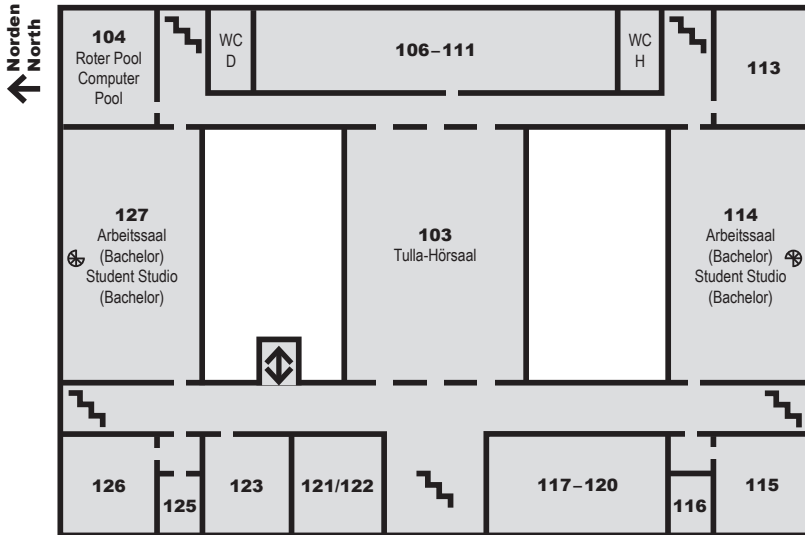 Norden
North
104
Roter Pool
Computer
Pool
WC
D
106–111
WC
H
113
127
Arbeitssaal
(Bachelor)
Student Studio
(Bachelor)
103
Tulla-Hörsaal
114
Arbeitssaal
(Bachelor)
Student Studio
(Bachelor)
126
125
123
121/122
117–120
116
115